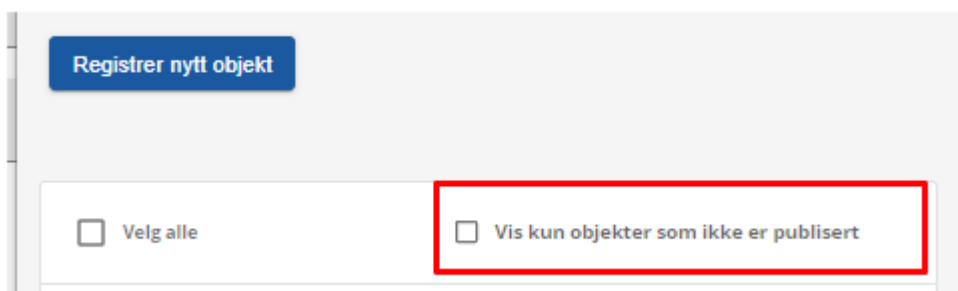 Registrer nytt objekt
Velg alle
Vis kun objekter som ikke er publisert